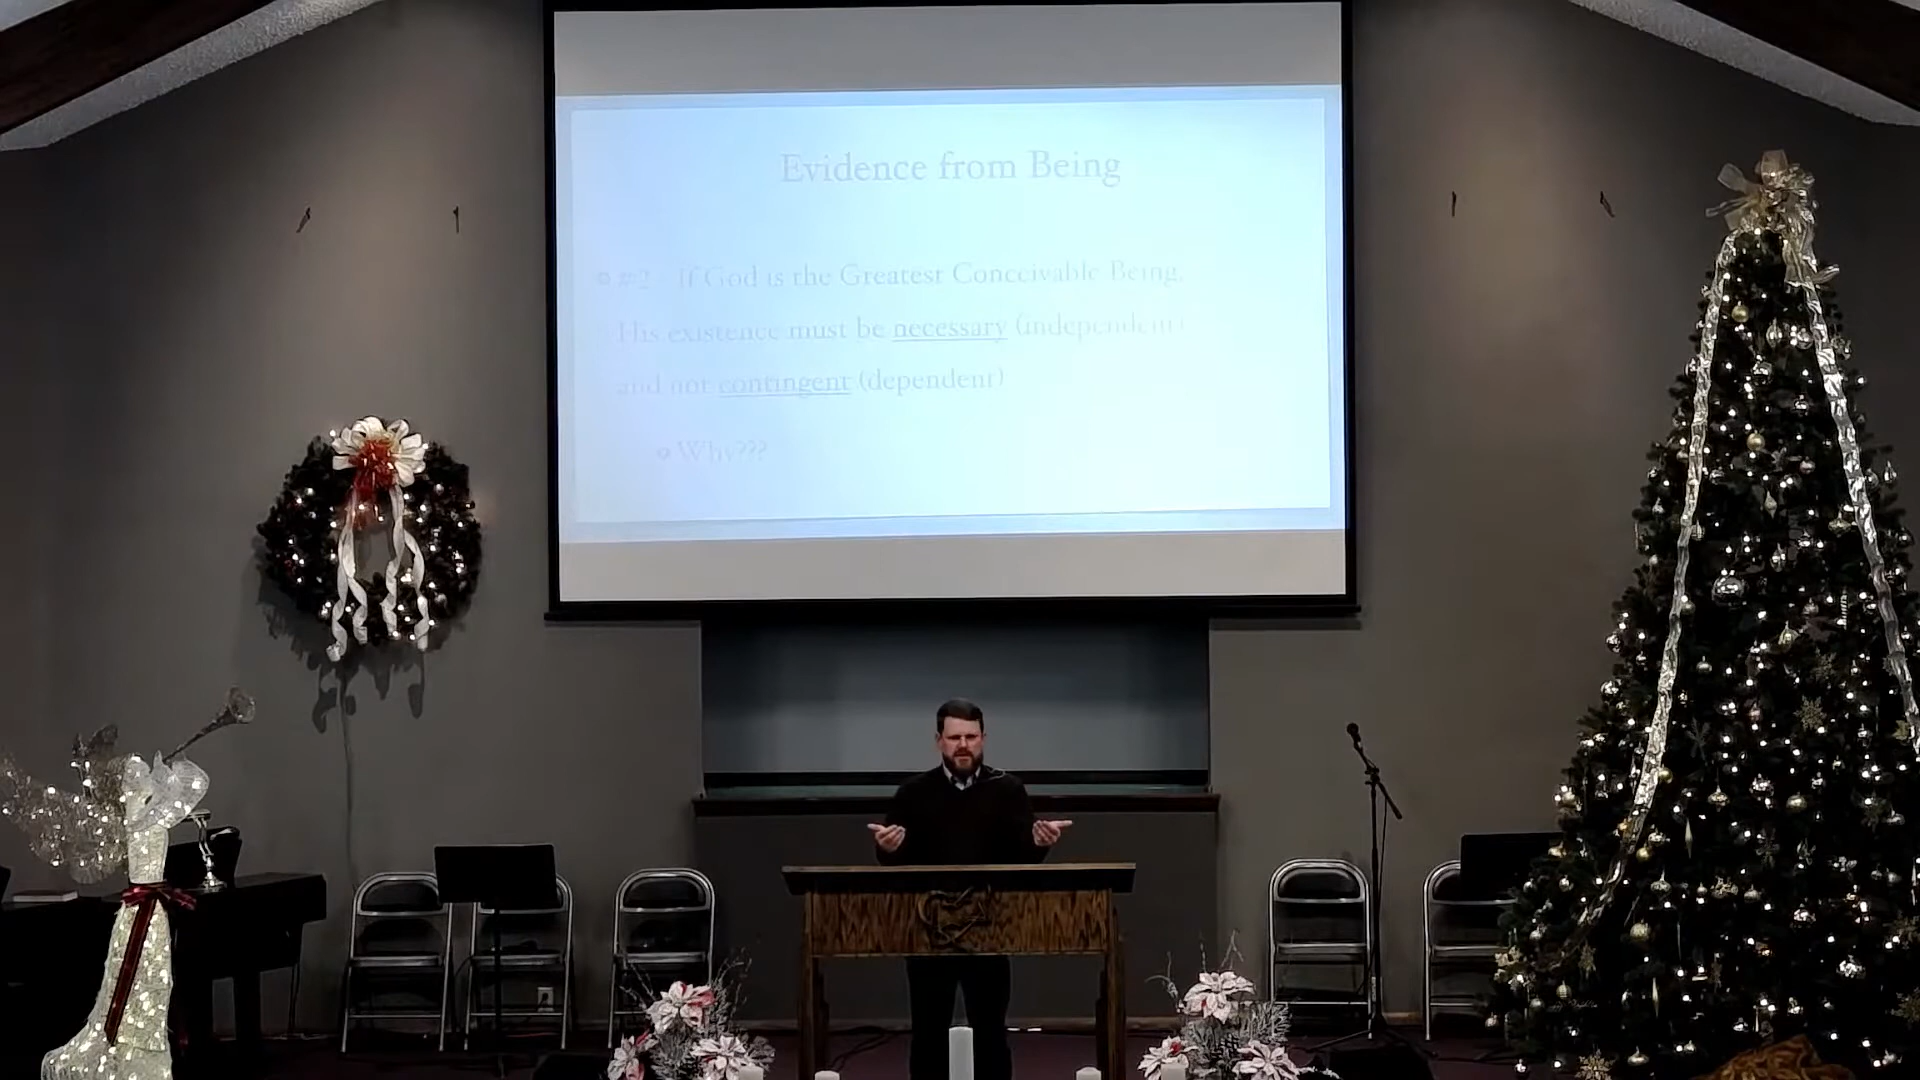 Evidence from Being
#2 If God is the Greatest Conceivable Being,
His existence must be necessary (independent)
and not contingent (dependent)
Why???